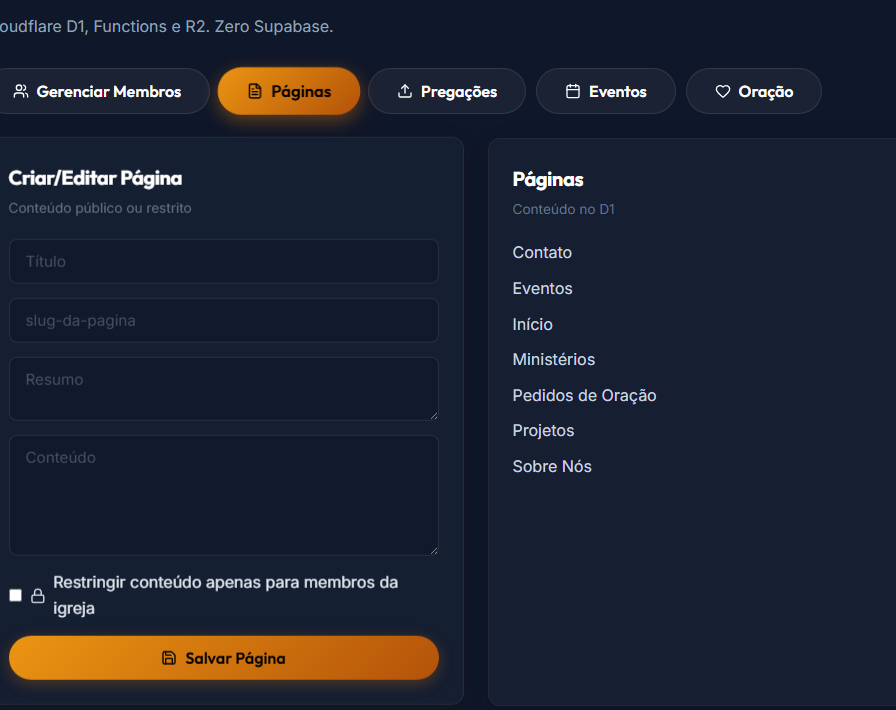 oudflare D1, Functions e R2. Zero Supabase.
Gerenciar Membros
Páginas
Pregações
Eventos
Oração
Criar/Editar Página
Conteúdo público ou restrito
Título
slug-da-pagina
Resumo
Conteúdo
Restringir conteúdo apenas para membros da
igreja
Salvar Página
Páginas
Conteúdo no D1
Contato
Eventos
Início
Ministérios
Pedidos de Oração
Projetos
Sobre Nós